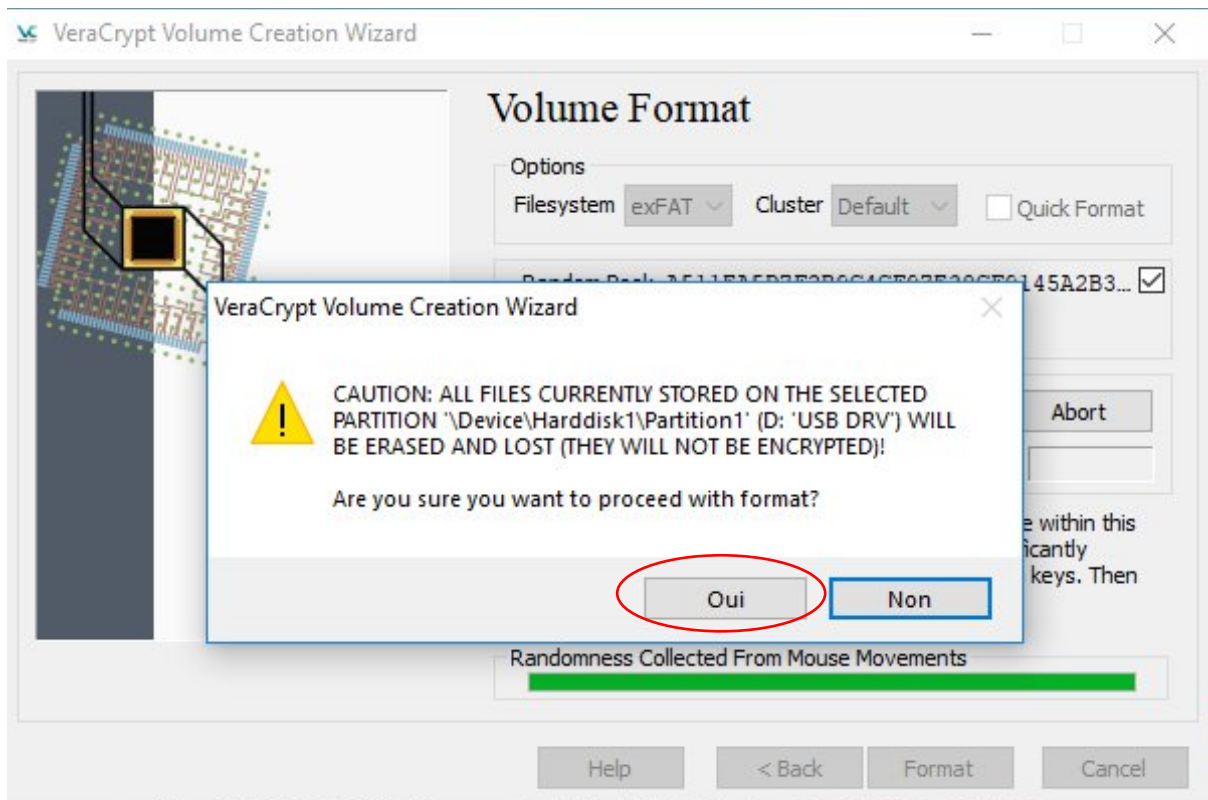 VeraCrypt Volume Creation Wizard
Volume Format
Options
Filesystem exFAT Cluster Default Quick Format
145A2B3...
VeraCrypt Volume Creation Wizard
CAUTION: ALL FILES CURRENTLY STORED ON THE SELECTED
PARTITION '\Device\Harddisk1\Partition1' (D: 'USB DRV') WILL
BE ERASED AND LOST (THEY WILL NOT BE ENCRYPTED)!
Are you sure you want to proceed with format?
Abort
within this
keys. Then
Oui Non
Randomness Collected From Mouse Movements
Help < Back Format Cancel